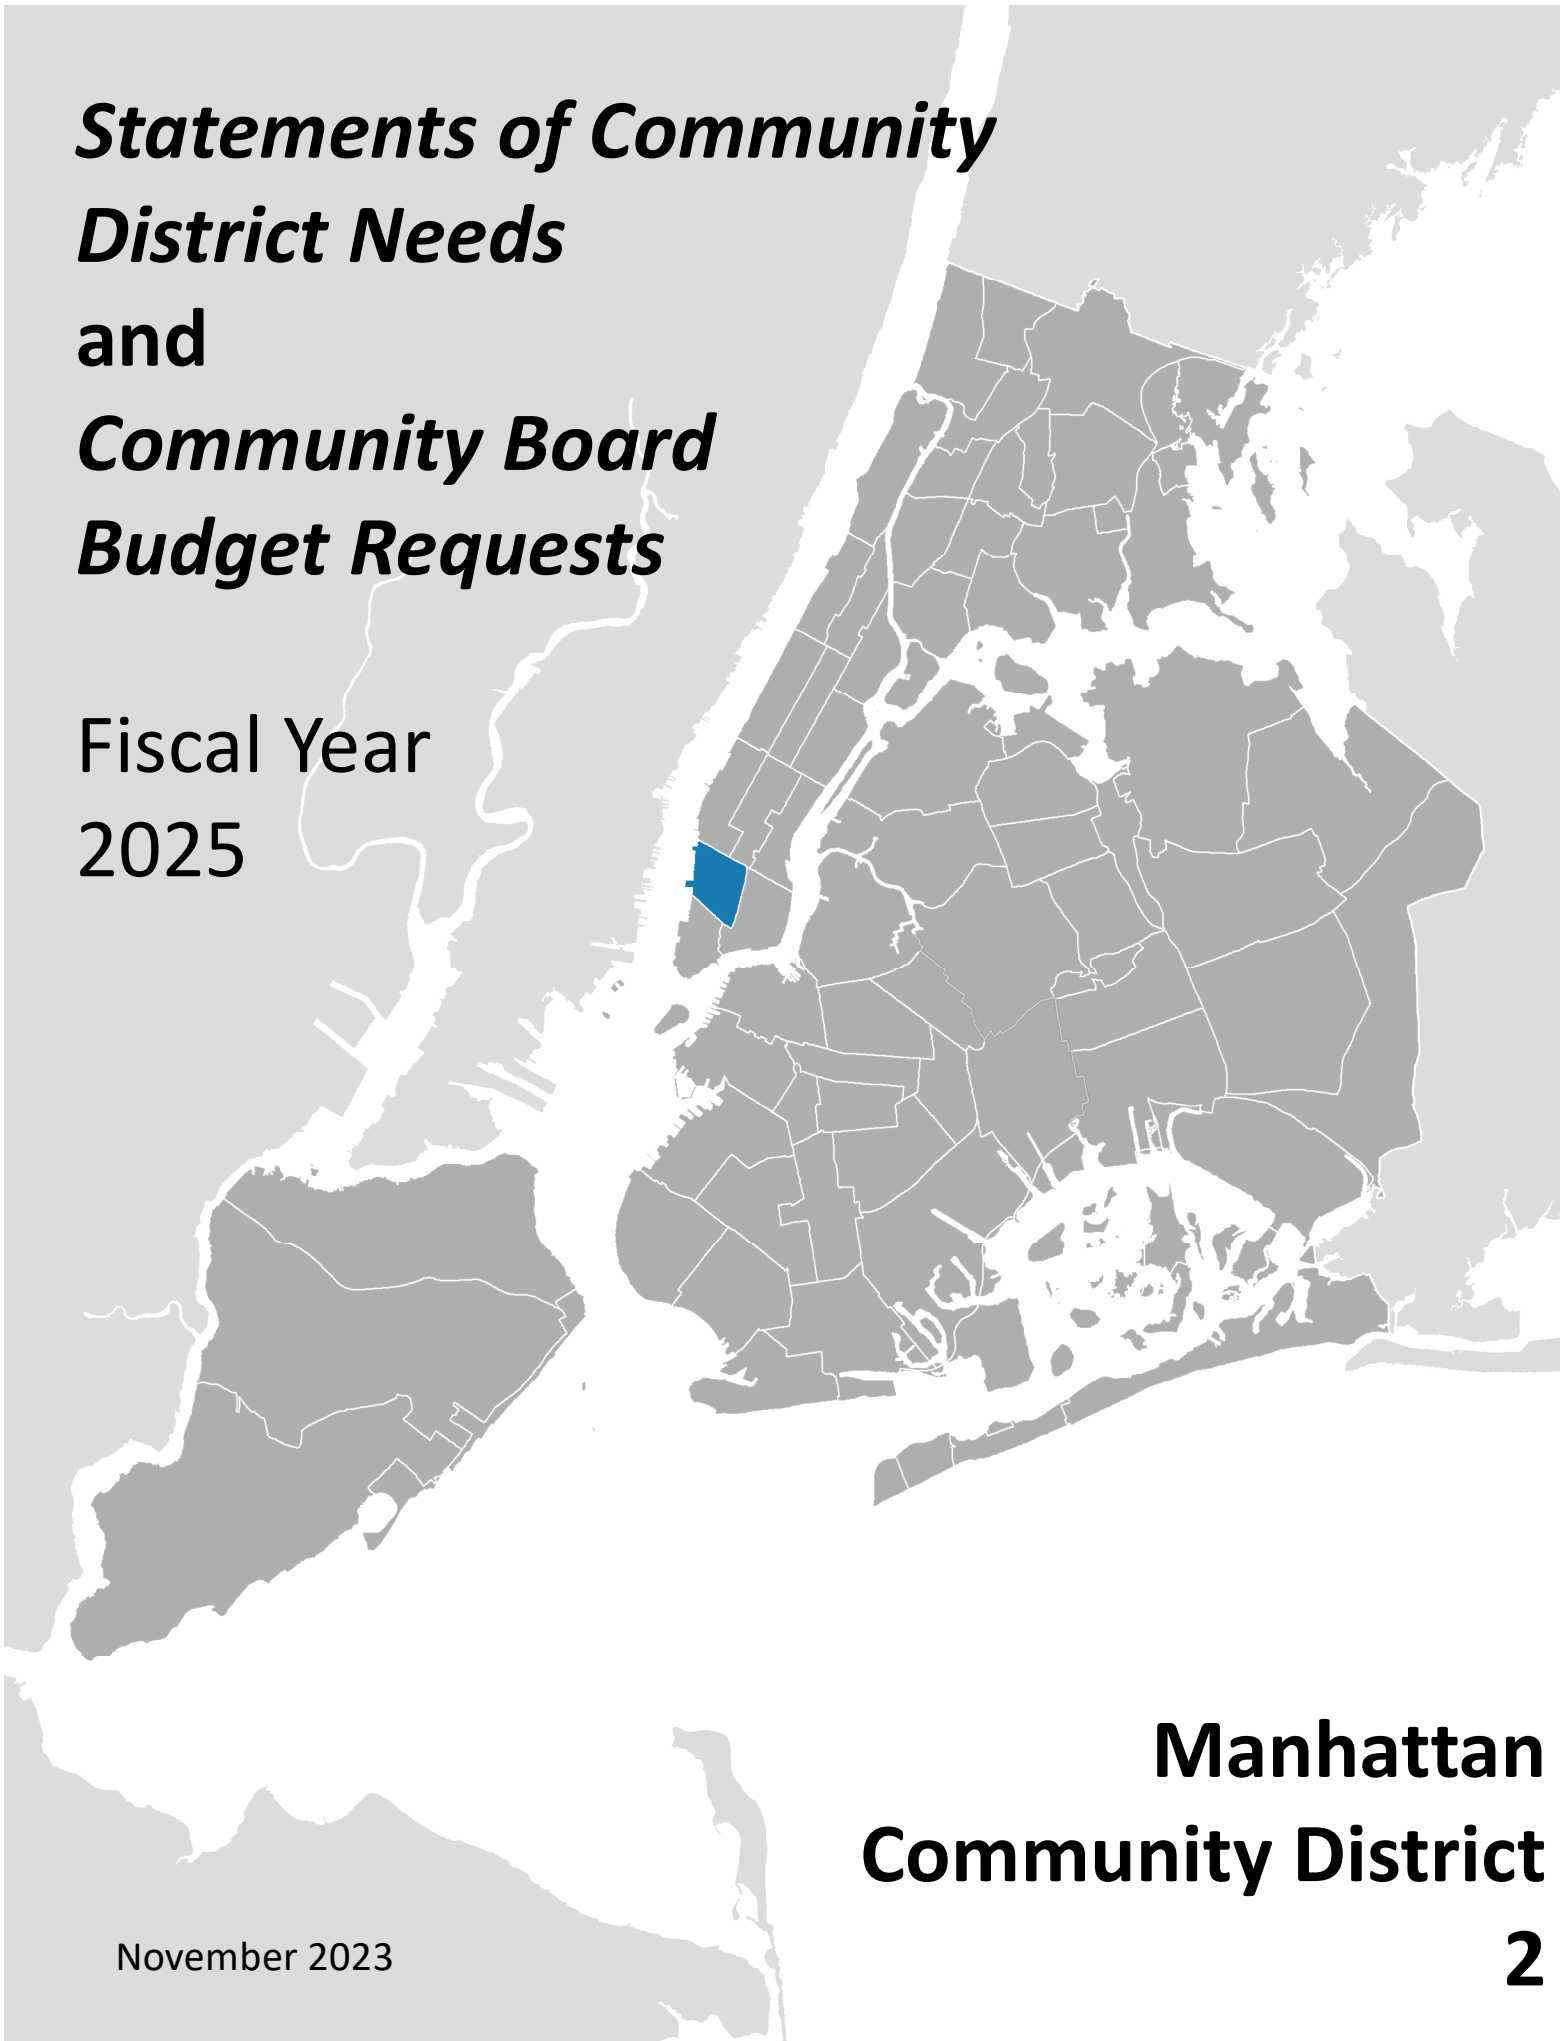 Statements of Community
District Needs
and
Community Board
Budget Requests
Fiscal Year
2025
Manhattan
Community District
2
November 2023